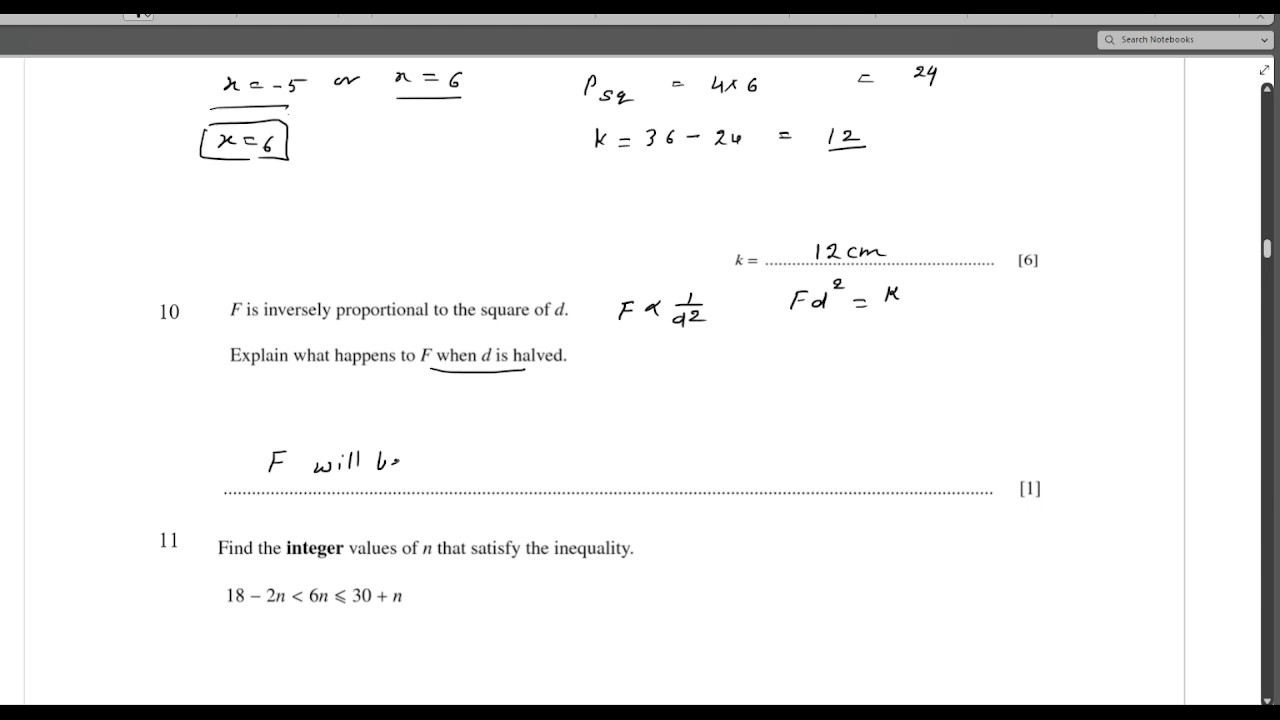 Search Notebooks
x = -5 or x = 6
P sq = 4 × 6 = 24
x = 6
k = 36 - 24 = 12
k = 12 cm [6]
10 F is inversely proportional to the square of d. F ∝ 1/d² Fd² = k
Explain what happens to F when d is halved.
F will be
[1]
11 Find the integer values of n that satisfy the inequality.
18 − 2n < 6n ⩽ 30 + n